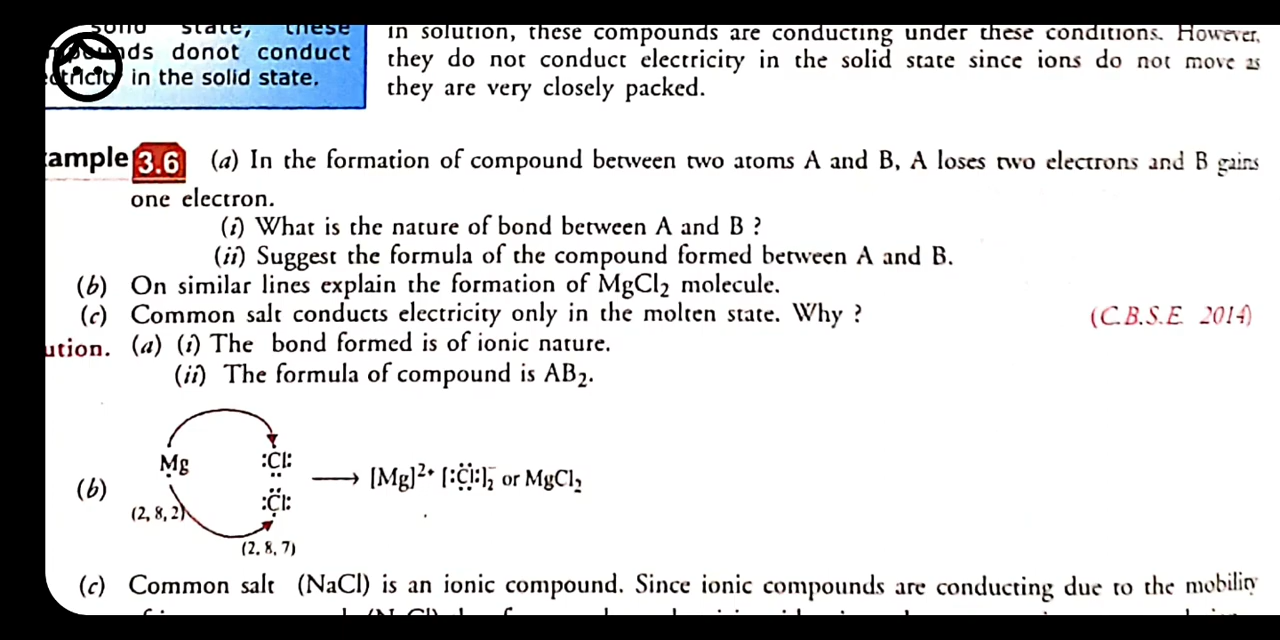 state, these
donot conduct
in the solid state.
in solution, these compounds are conducting under these conditions. However,
they do not conduct electricity in the solid state since ions do not move as
they are very closely packed.
ample 3.6 (a) In the formation of compound between two atoms A and B, A loses two electrons and B gains
one electron.
(i) What is the nature of bond between A and B ?
(ii) Suggest the formula of the compound formed between A and B.
(b) On similar lines explain the formation of MgCl₂ molecule.
(c) Common salt conducts electricity only in the molten state. Why ? (C.B.S.E. 2014)
ution. (a) (i) The bond formed is of ionic nature.
(ii) The formula of compound is AB₂.
Mg :Cl:
(b) ⟶ [Mg]²⁺ [:Cl:]₂⁻ or MgCl₂
:Cl:
(2, 8, 2)
(2, 8, 7)
(c) Common salt (NaCl) is an ionic compound. Since ionic compounds are conducting due to the mobility